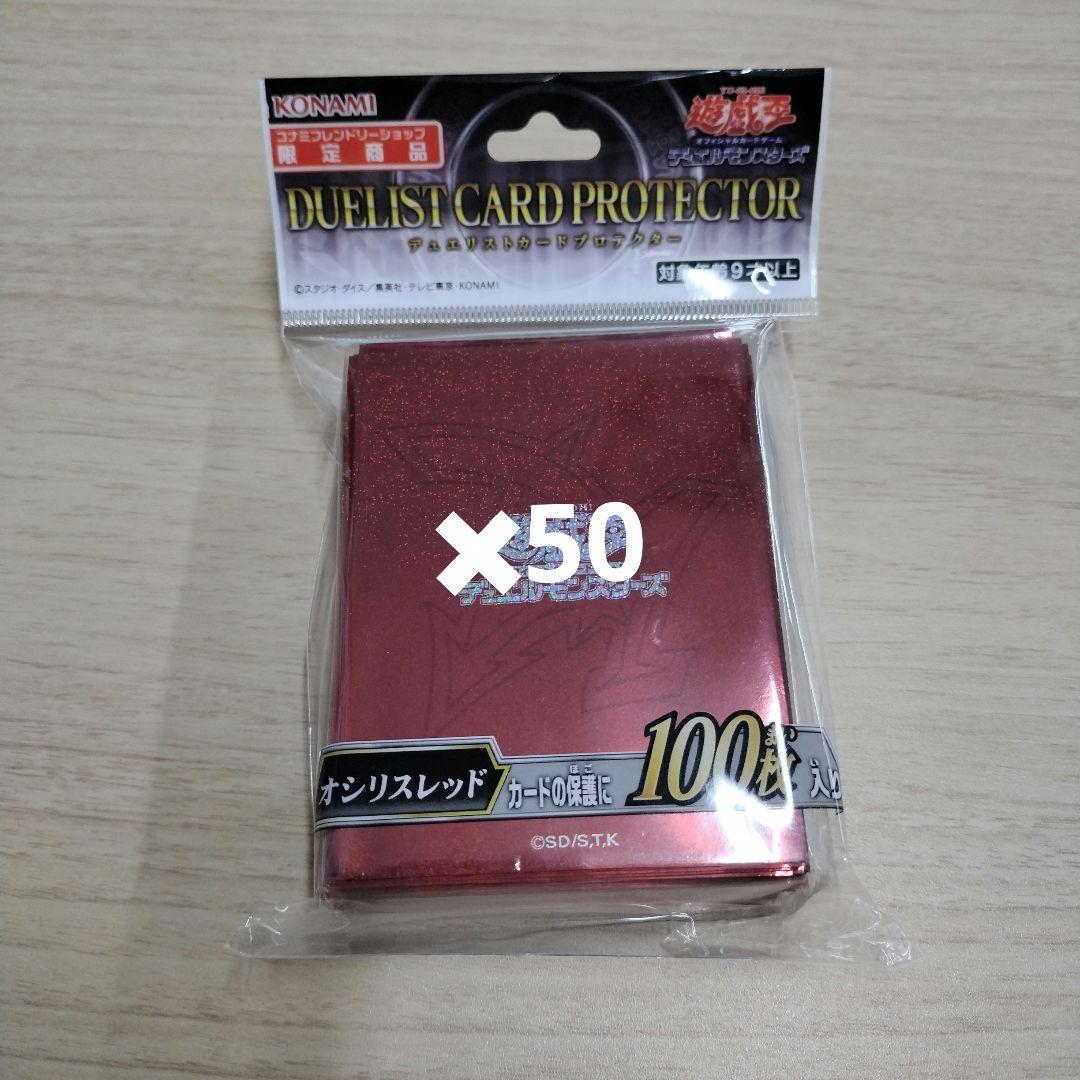 KONAMI
コナミフレンドリーショップ
限定商品
遊戯王
オフィシャルカードゲーム
デュエルモンスターズ
DUELIST CARD PROTECTOR
デュエリストカードプロテクター
対象年齢9才以上
©スタジオ・ダイス／集英社・テレビ東京・KONAMI
✖50
デュエルモンスターズ
オシリスレッド
カードの保護に
ほご
100枚入り
まい
い
©SD/S,T,K